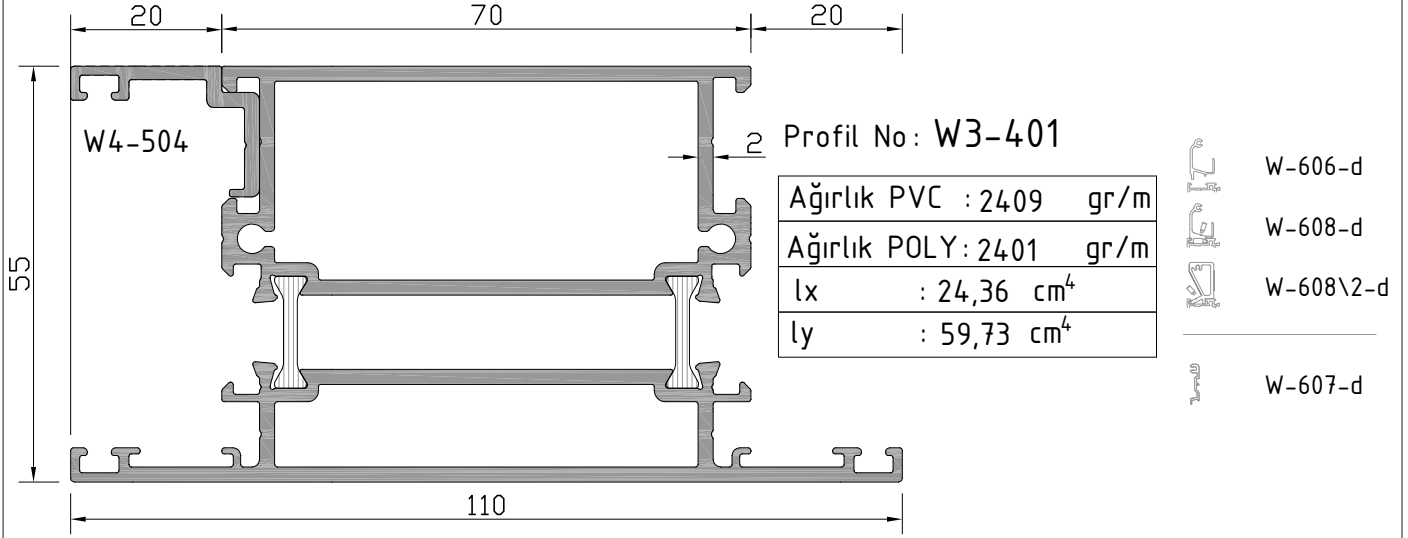 20
70
20
55
W4-504
2
Profil No: W3-401
Ağırlık PVC : 2409 gr/m
Ağırlık POLY: 2401 gr/m
lx : 24,36 cm⁴
ly : 59,73 cm⁴
W-606-d
W-608-d
W-608\2-d
W-607-d
110